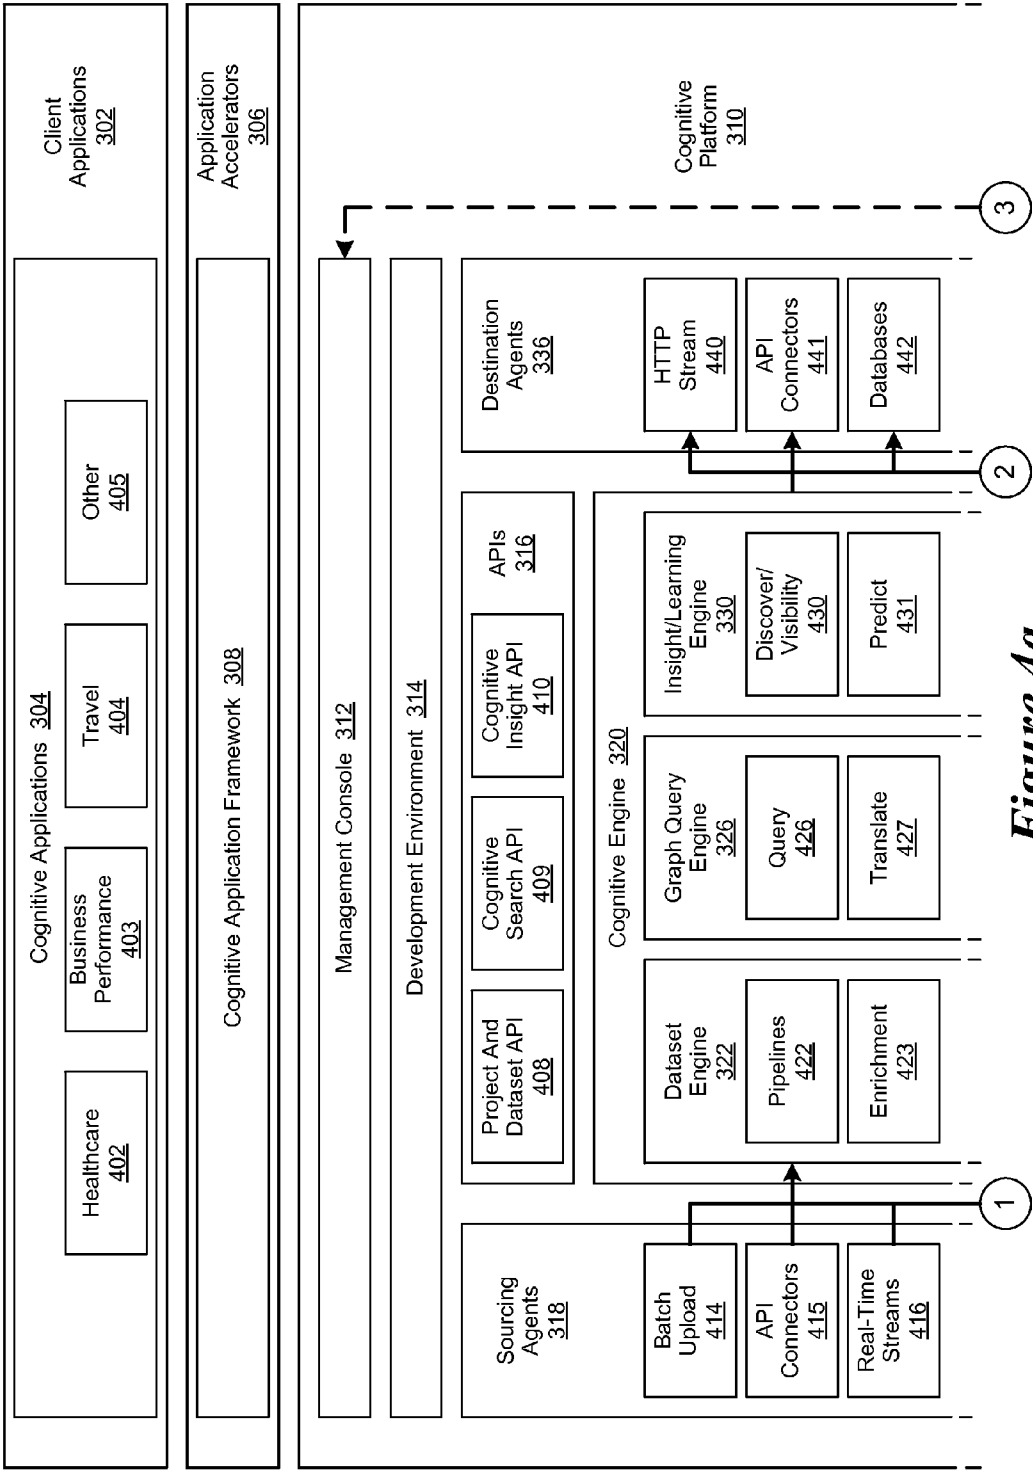 Client
Applications
302
Cognitive Applications 304
Healthcare
402
Business
Performance
403
Travel
404
Other
405
Application
Accelerators
306
Cognitive Application Framework 308
Cognitive
Platform
310
Management Console 312
Development Environment 314
Sourcing
Agents
318
Batch
Upload
414
API
Connectors
415
Real-Time
Streams
416
Project And
Dataset API
408
Cognitive
Search API
409
Cognitive
Insight API
410
APIs
316
Cognitive Engine 320
Dataset
Engine
322
Pipelines
422
Enrichment
423
Graph Query
Engine
326
Query
426
Translate
427
Insight/Learning
Engine
330
Discover/
Visibility
430
Predict
431
Destination
Agents
336
HTTP
Stream
440
API
Connectors
441
Databases
442
1
2
3
Figure 4a